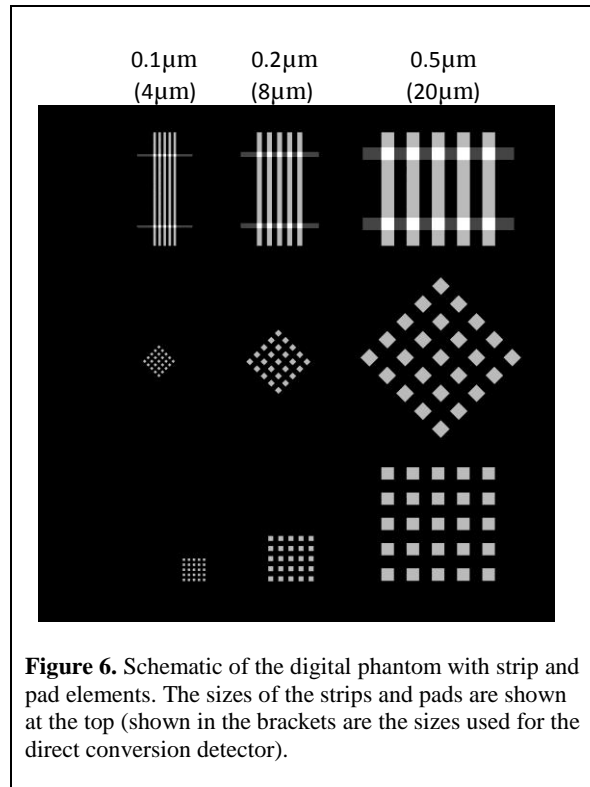 0.1µm 0.2µm 0.5µm
(4µm) (8µm) (20µm)
Figure 6. Schematic of the digital phantom with strip and
pad elements. The sizes of the strips and pads are shown
at the top (shown in the brackets are the sizes used for the
direct conversion detector).